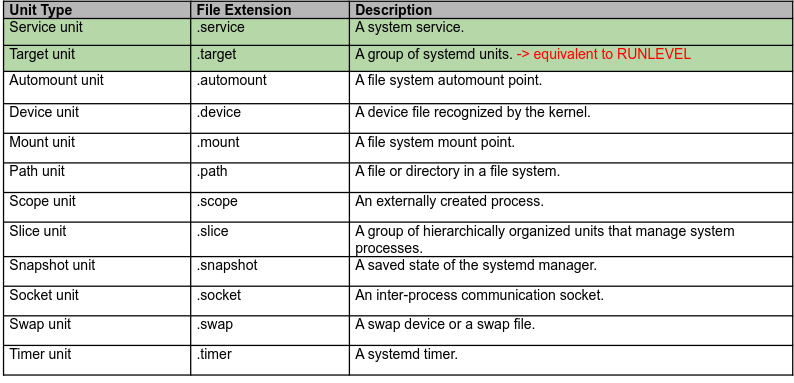 Unit Type File Extension Description
Service unit .service A system service.
Target unit .target A group of systemd units. -> equivalent to RUNLEVEL
Automount unit .automount A file system automount point.
Device unit .device A device file recognized by the kernel.
Mount unit .mount A file system mount point.
Path unit .path A file or directory in a file system.
Scope unit .scope An externally created process.
Slice unit .slice A group of hierarchically organized units that manage system
processes.
Snapshot unit .snapshot A saved state of the systemd manager.
Socket unit .socket An inter-process communication socket.
Swap unit .swap A swap device or a swap file.
Timer unit .timer A systemd timer.